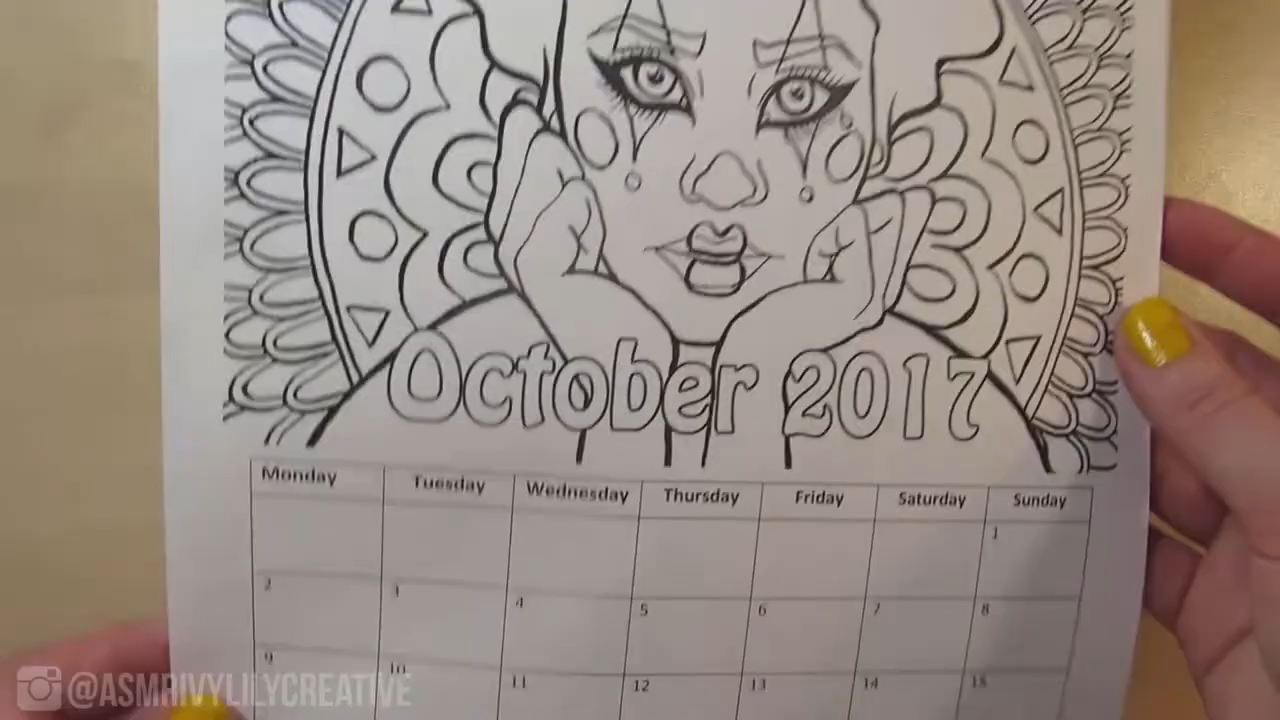 October 2017
Monday Tuesday Wednesday Thursday Friday Saturday Sunday
1
2 3 4 5 6 7 8
9 10 11 12 13 14 15
@ASMRIVYLILYCREATIVE